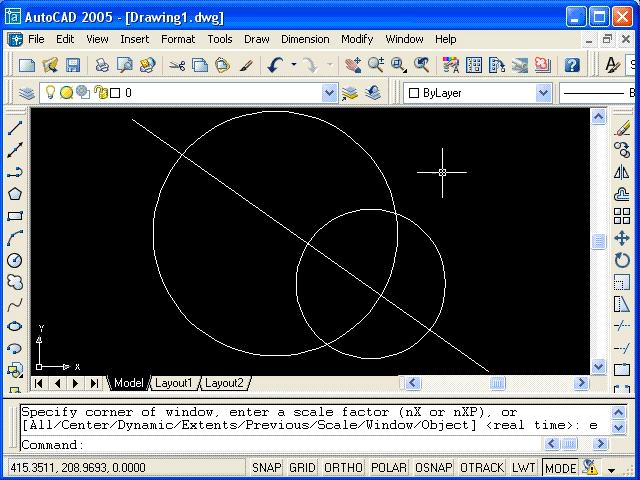 AutoCAD 2005 - [Drawing1.dwg]
File Edit View Insert Format Tools Draw Dimension Modify Window Help
0 ByLayer
Y
X
Model Layout1 Layout2
Specify corner of window, enter a scale factor (nX or nXP), or
[All/Center/Dynamic/Extents/Previous/Scale/Window/Object] <real time>: e
Command:
415.3511, 208.9693, 0.0000 SNAP GRID ORTHO POLAR OSNAP OTRACK LWT MODEL